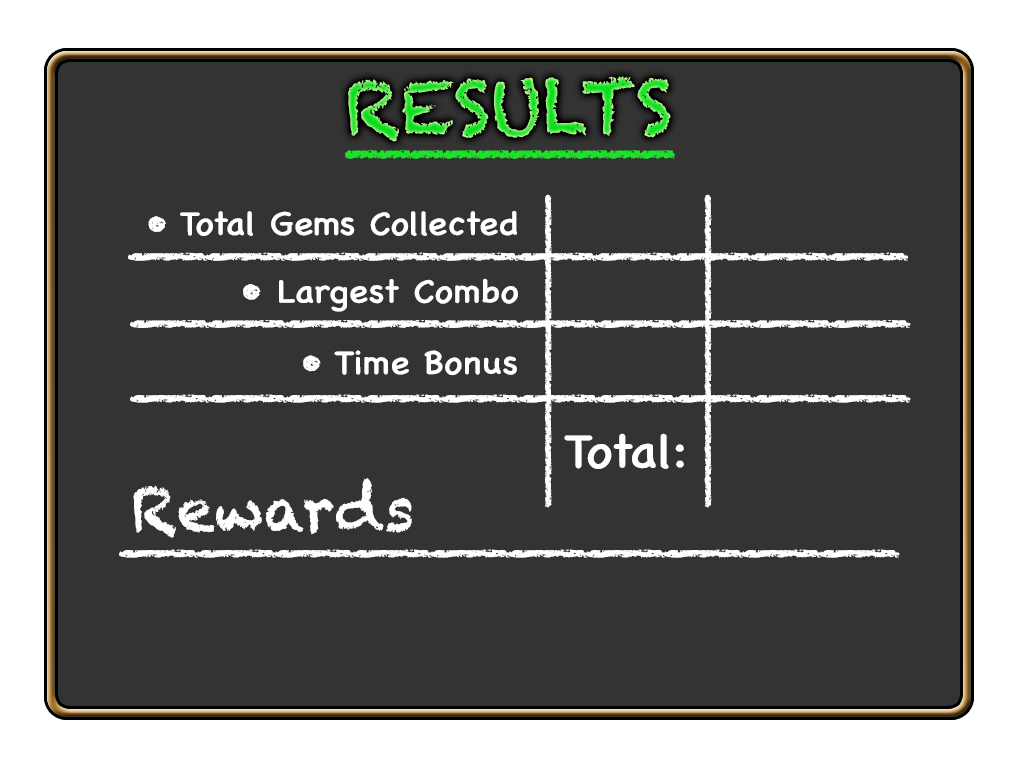 RESULTS
• Total Gems Collected
• Largest Combo
• Time Bonus
Total:
Rewards